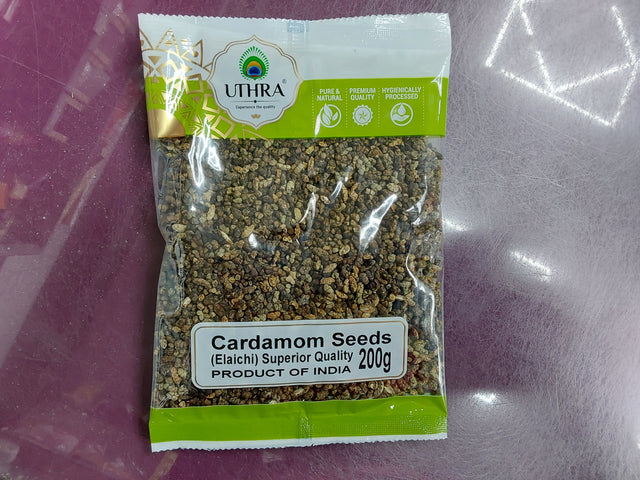 UTHRA®
Experience the quality
PURE & NATURAL
PREMIUM QUALITY
HYGIENICALLY PROCESSED
Cardamom Seeds
(Elaichi) Superior Quality 200g
PRODUCT OF INDIA